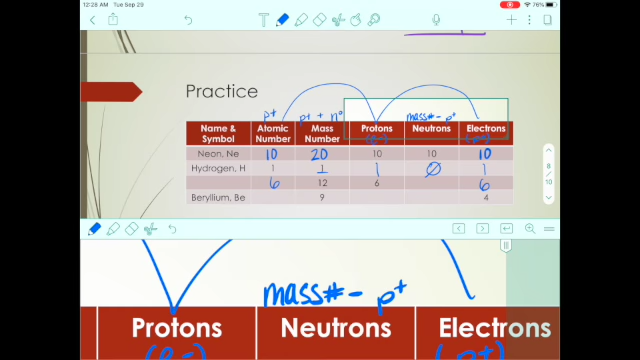 12:28 AM Tue Sep 29
76%
Practice
p+ p+ + n° mass# - p+
Name & Symbol Atomic Number Mass Number Protons (e-) Neutrons Electrons (p+)
Neon, Ne 10 20 10 10 10
Hydrogen, H 1 1 1 Ø 1
6 12 6 6
Beryllium, Be 9 4
8 / 10
mass# - p+
Protons Neutrons Electrons
(e-) (p+)